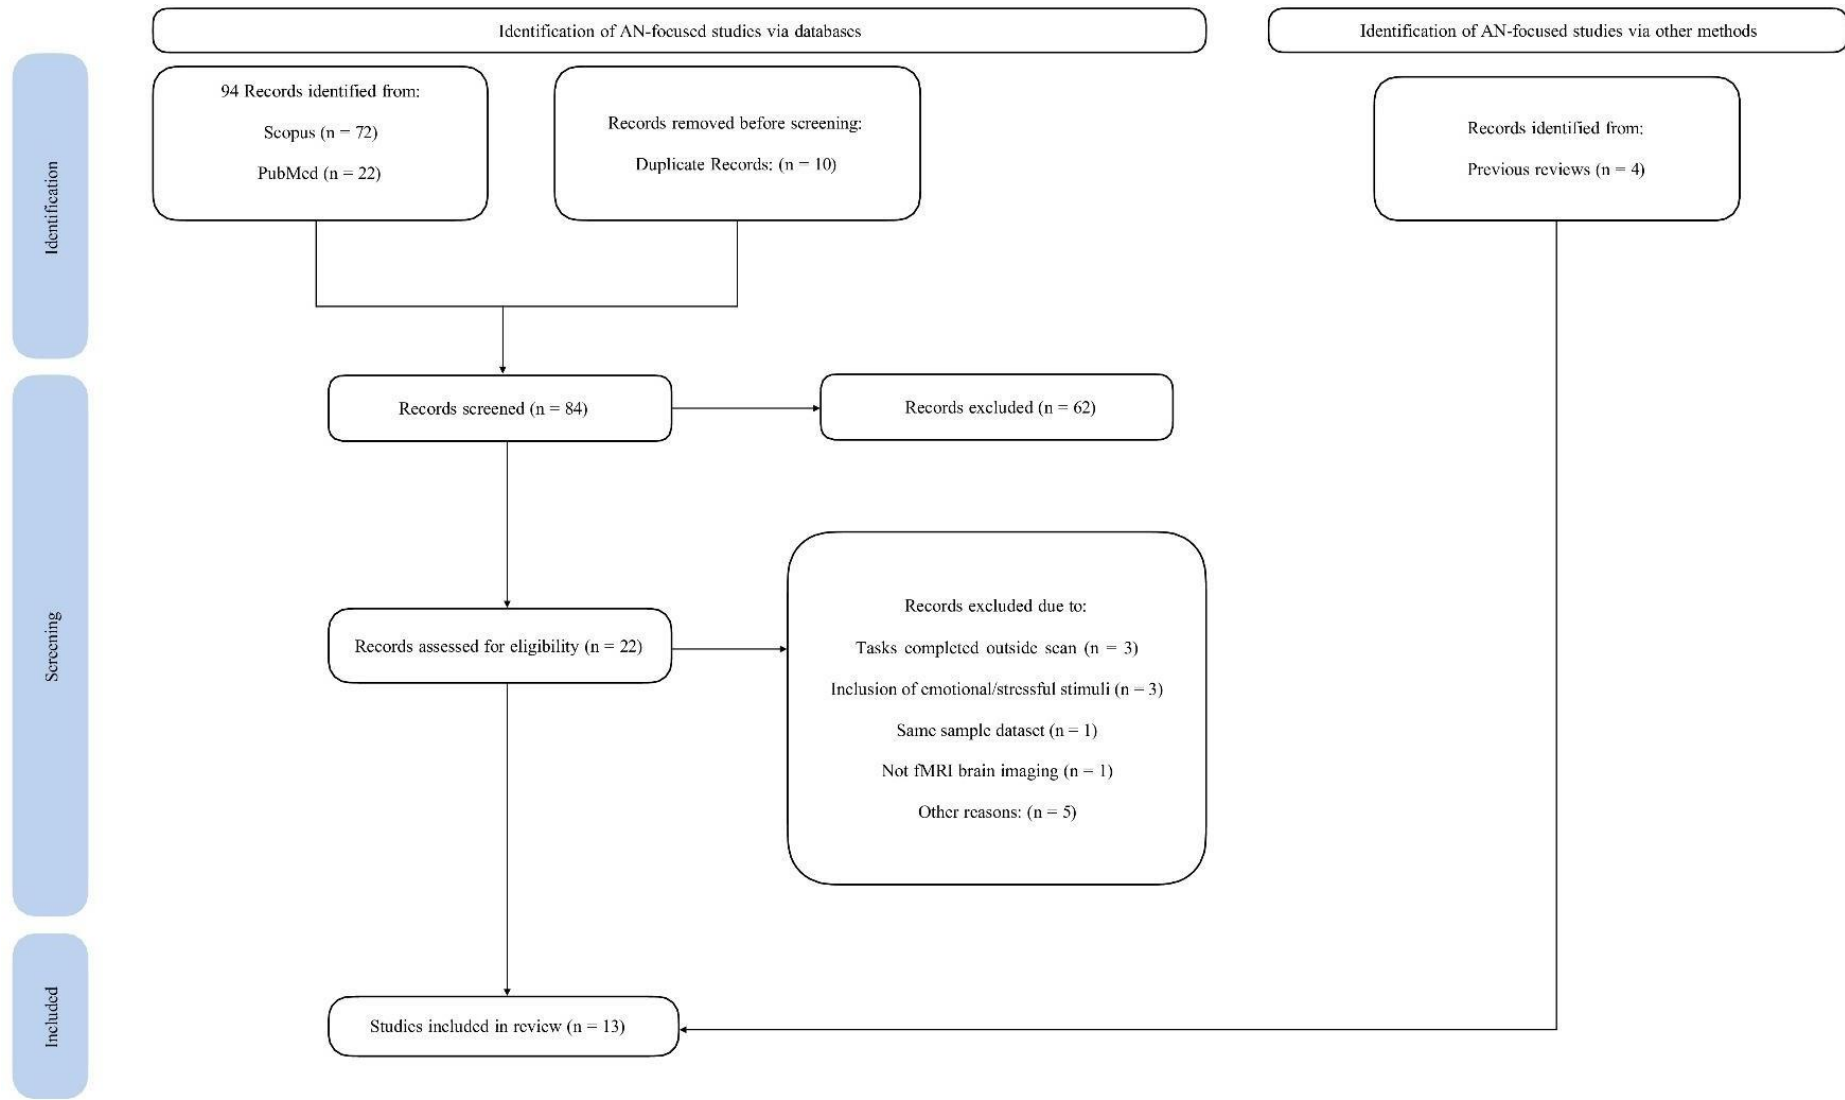 Identification of AN-focused studies via databases
Identification of AN-focused studies via other methods
Identification
94 Records identified from:
Scopus (n = 72)
PubMed (n = 22)
Records removed before screening:
Duplicate Records: (n = 10)
Records identified from:
Previous reviews (n = 4)
Screening
Records screened (n = 84)
Records excluded (n = 62)
Records assessed for eligibility (n = 22)
Records excluded due to:
Tasks completed outside scan (n = 3)
Inclusion of emotional/stressful stimuli (n = 3)
Same sample dataset (n = 1)
Not fMRI brain imaging (n = 1)
Other reasons: (n = 5)
Included
Studies included in review (n = 13)